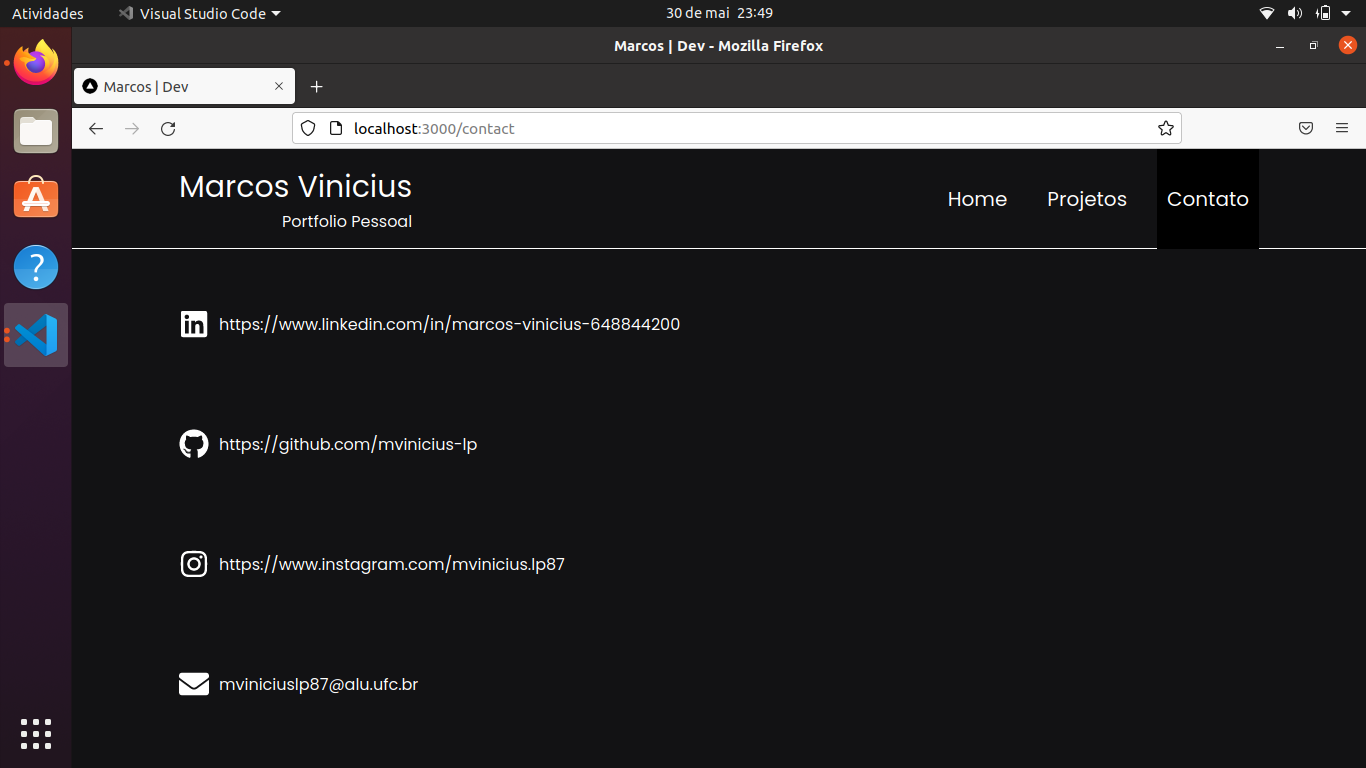 Atividades
Visual Studio Code
30 de mai 23:49
Marcos | Dev - Mozilla Firefox
Marcos | Dev
localhost:3000/contact
Marcos Vinicius
Portfolio Pessoal
Home
Projetos
Contato
https://www.linkedin.com/in/marcos-vinicius-648844200
https://github.com/mvinicius-lp
https://www.instagram.com/mvinicius.lp87
mviniciuslp87@alu.ufc.br